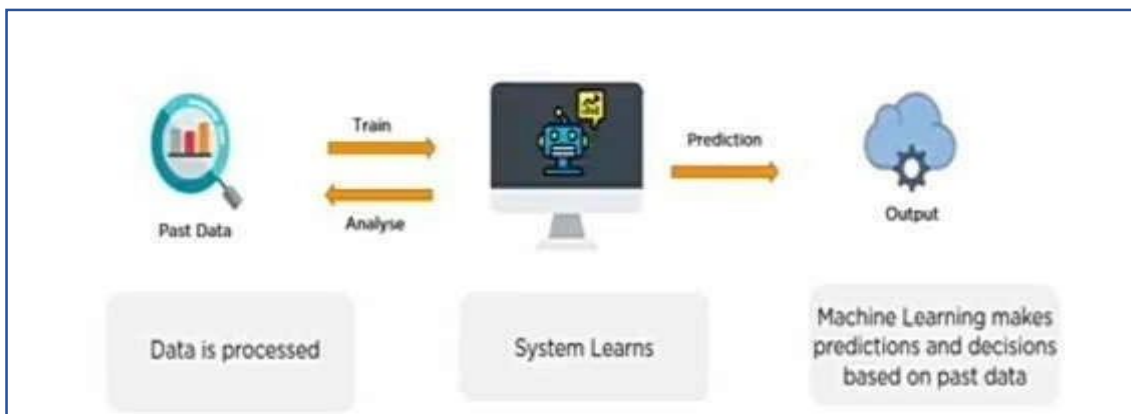 Train
Prediction
Past Data
Analyse
Output
Data is processed
System Learns
Machine Learning makes
predictions and decisions
based on past data